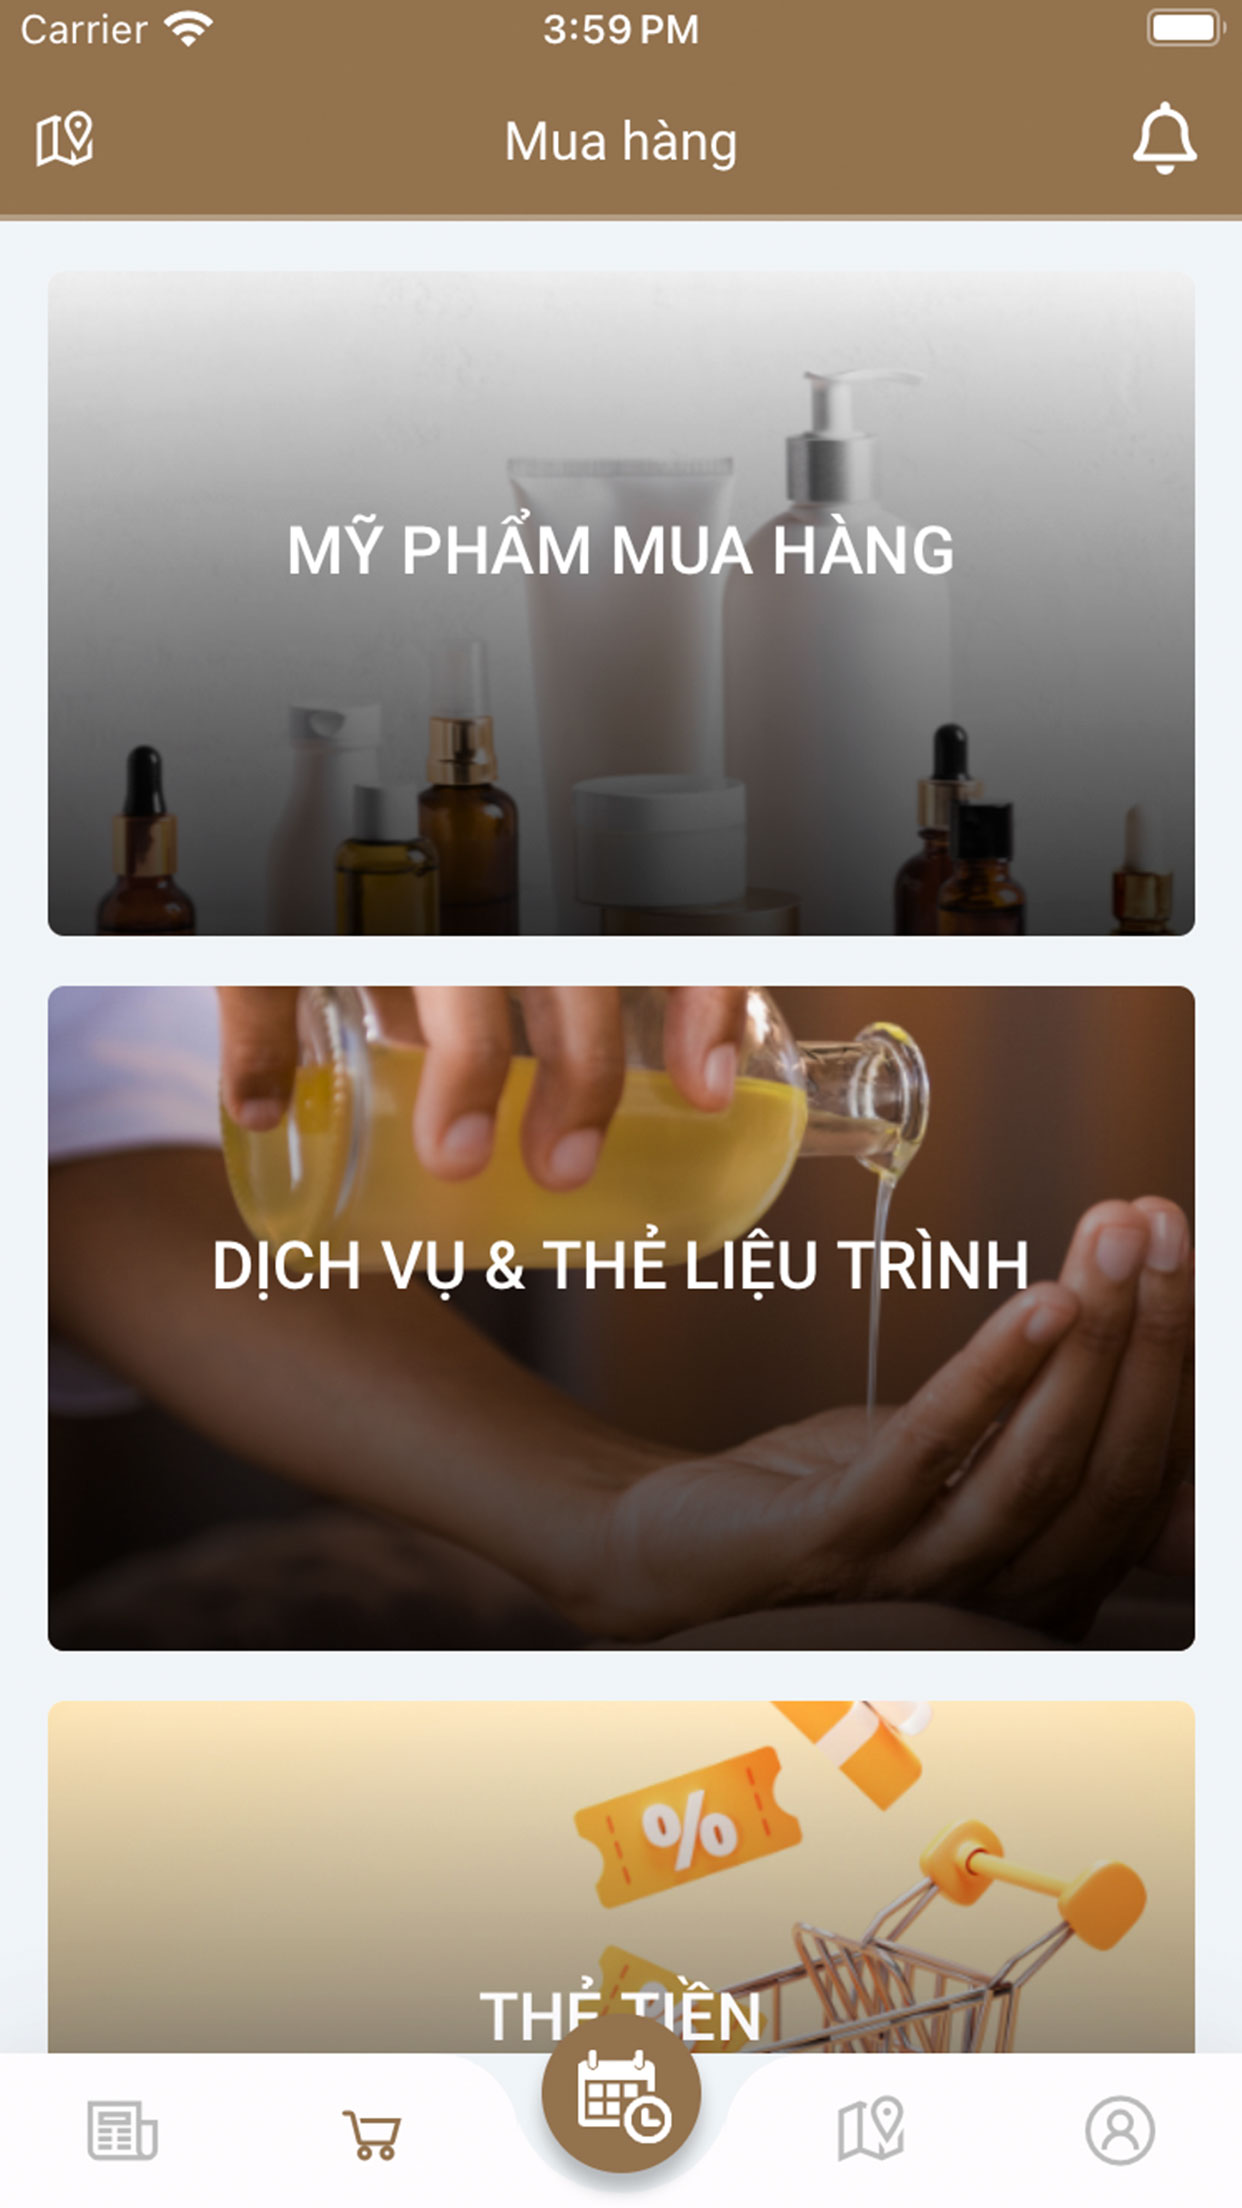 Carrier 3:59 PM
Mua hàng
MỸ PHẨM MUA HÀNG
DỊCH VỤ & THẺ LIỆU TRÌNH
%
%
THẺ TIỀN